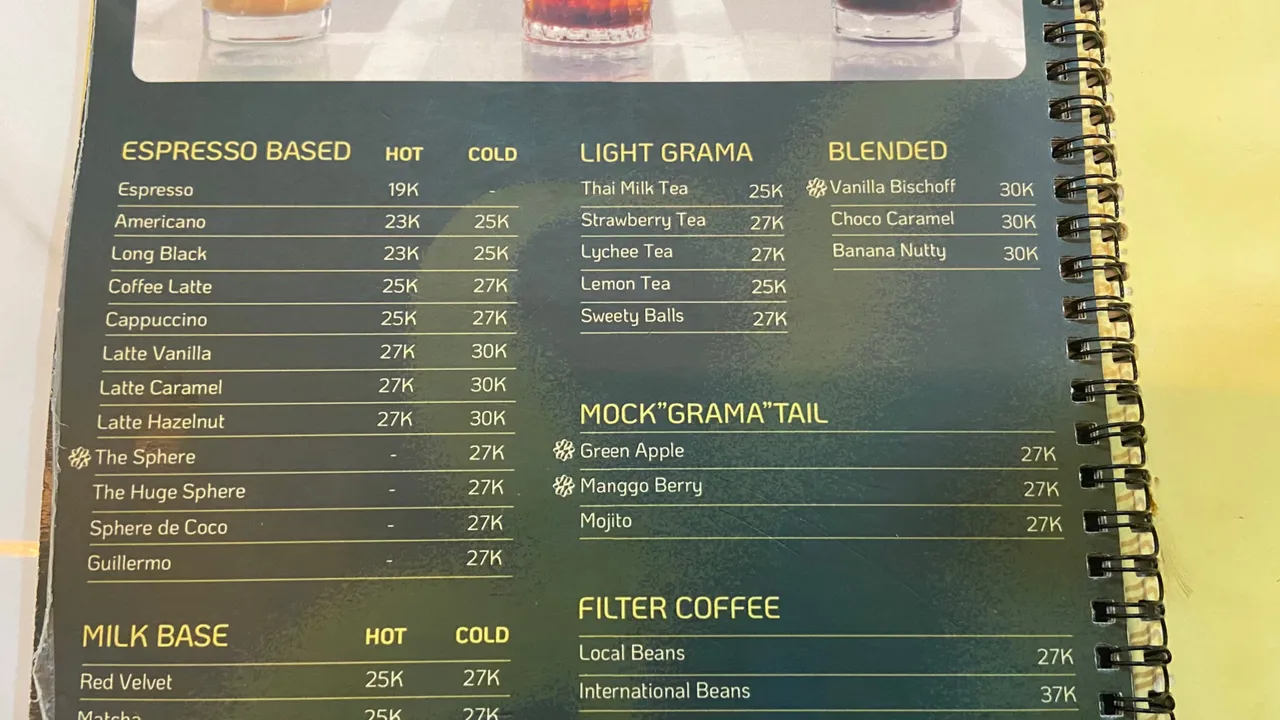 ESPRESSO BASED HOT COLD
Espresso 19K -
Americano 23K 25K
Long Black 23K 25K
Coffee Latte 25K 27K
Cappuccino 25K 27K
Latte Vanilla 27K 30K
Latte Caramel 27K 30K
Latte Hazelnut 27K 30K
The Sphere - 27K
The Huge Sphere - 27K
Sphere de Coco - 27K
Guillermo - 27K
MILK BASE HOT COLD
Red Velvet 25K 27K
Matcha 25K 27K
LIGHT GRAMA
Thai Milk Tea 25K
Strawberry Tea 27K
Lychee Tea 27K
Lemon Tea 25K
Sweety Balls 27K
BLENDED
Vanilla Bischoff 30K
Choco Caramel 30K
Banana Nutty 30K
MOCK"GRAMA"TAIL
Green Apple 27K
Manggo Berry 27K
Mojito 27K
FILTER COFFEE
Local Beans 27K
International Beans 37K